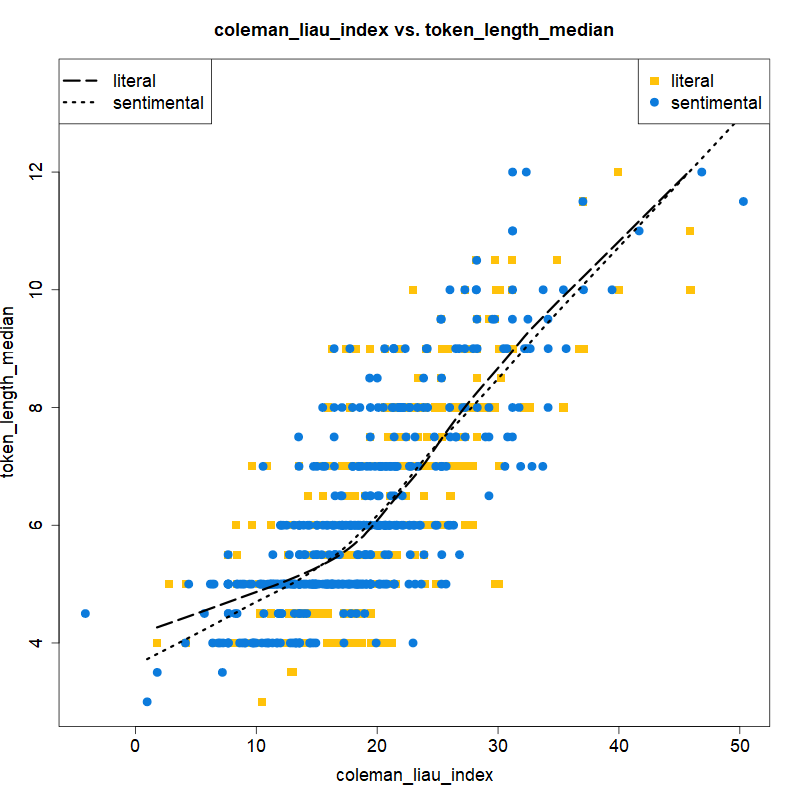 coleman_liau_index vs. token_length_median
literal
sentimental
literal
sentimental
token_length_median
12
10
8
6
4
0 10 20 30 40 50
coleman_liau_index